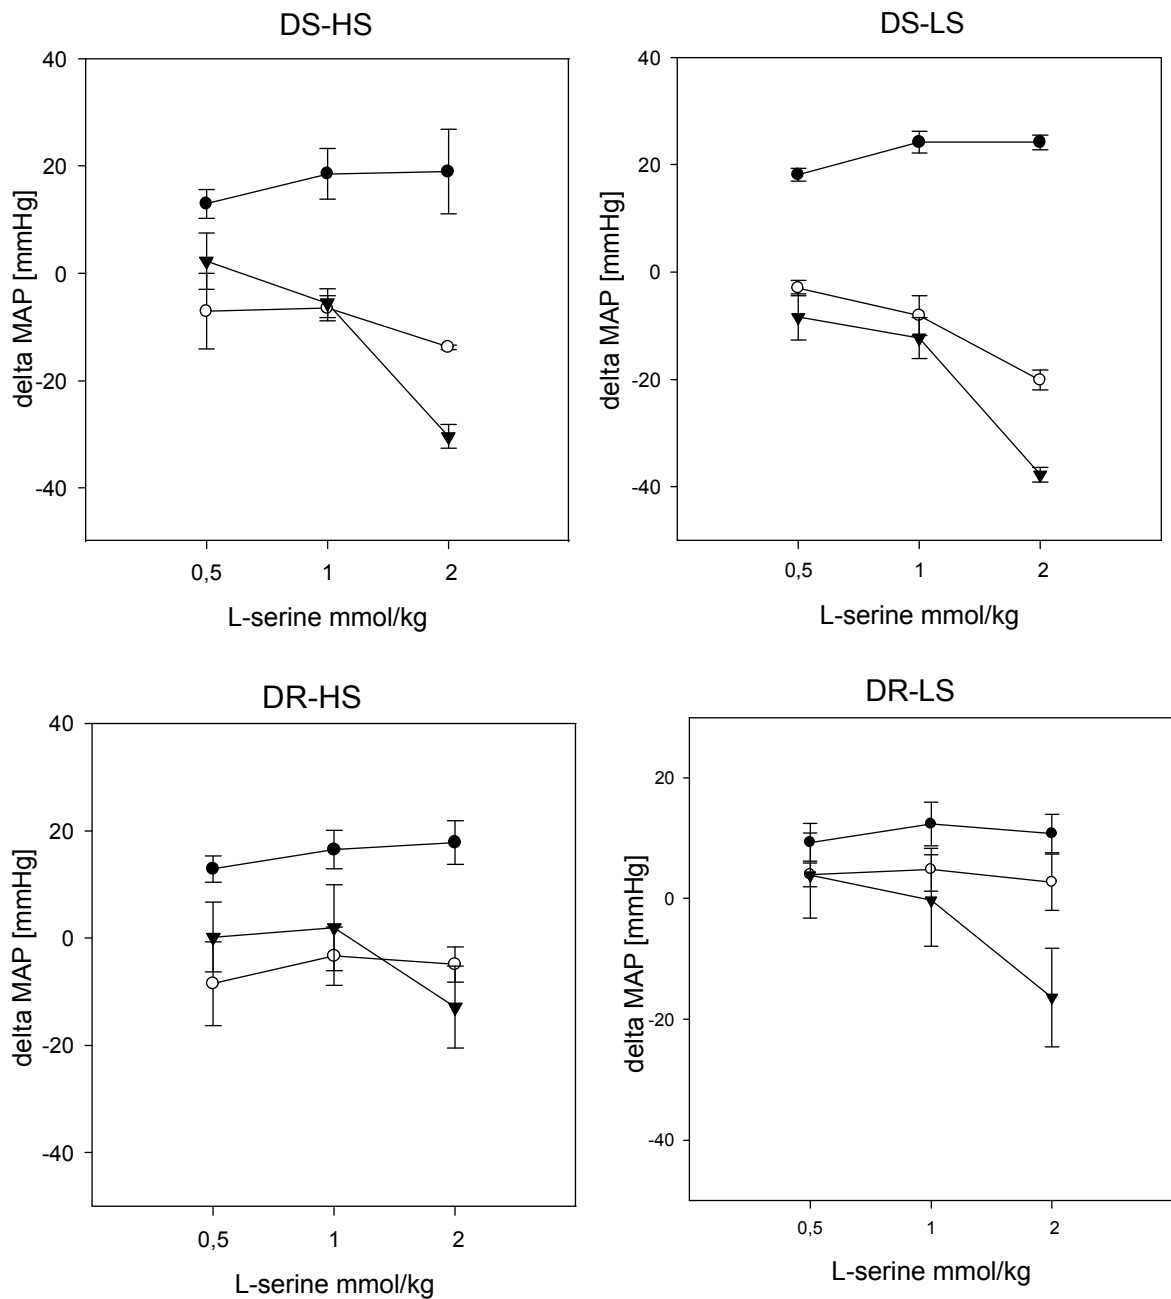 DS-HS
40
20
0
-20
-40
delta MAP [mmHg]
0,5 1 2
L-serine mmol/kg
DS-LS
40
20
0
-20
-40
delta MAP [mmHg]
0,5 1 2
L-serine mmol/kg
DR-HS
40
20
0
-20
-40
delta MAP [mmHg]
0,5 1 2
L-serine mmol/kg
DR-LS
20
0
-20
-40
delta MAP [mmHg]
0,5 1 2
L-serine mmol/kg